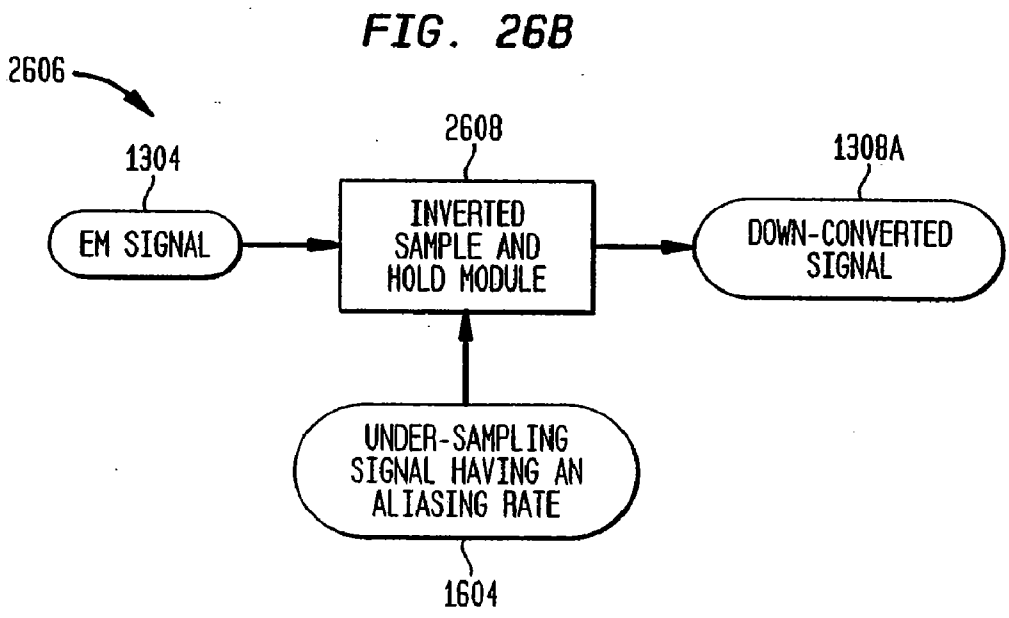 FIG. 26B
2606
1304
EM SIGNAL
2608
INVERTED
SAMPLE AND
HOLD MODULE
1308A
DOWN-CONVERTED
SIGNAL
UNDER-SAMPLING
SIGNAL HAVING AN
ALIASING RATE
1604